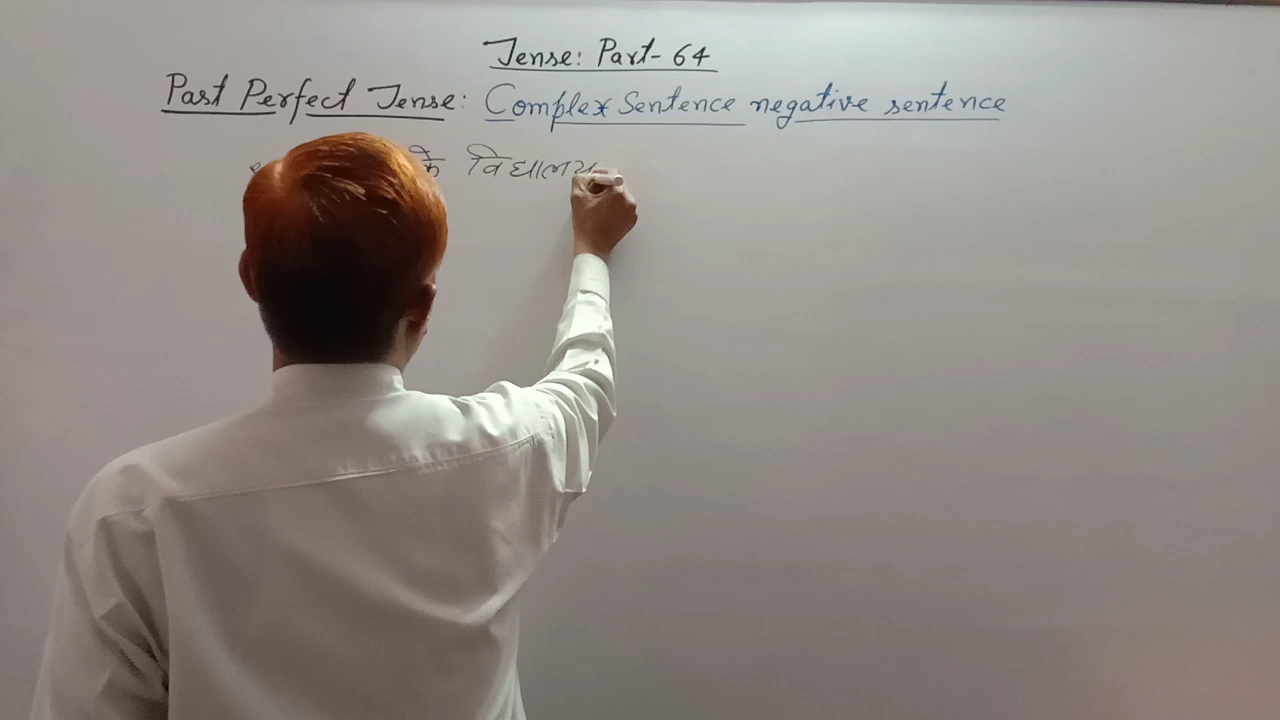 Tense: Part-64
Past Perfect Tense: Complex Sentence negative sentence
के विद्यालय